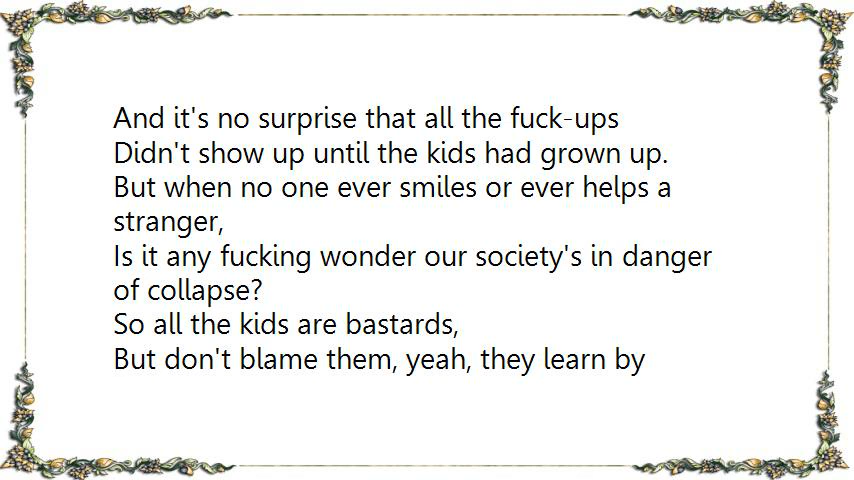 And it's no surprise that all the fuck-ups
Didn't show up until the kids had grown up.
But when no one ever smiles or ever helps a
stranger,
Is it any fucking wonder our society's in danger
of collapse?
So all the kids are bastards,
But don't blame them, yeah, they learn by